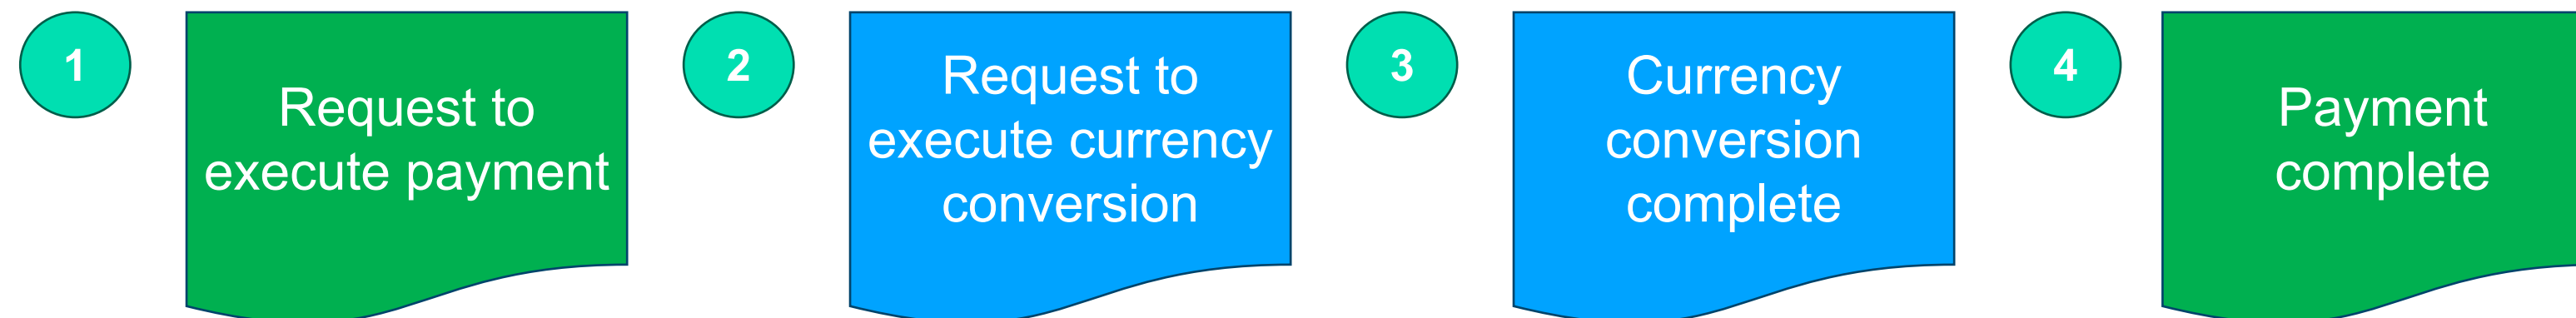 1
Request to
execute payment
2
Request to
execute currency
conversion
3
Currency
conversion
complete
4
Payment
complete